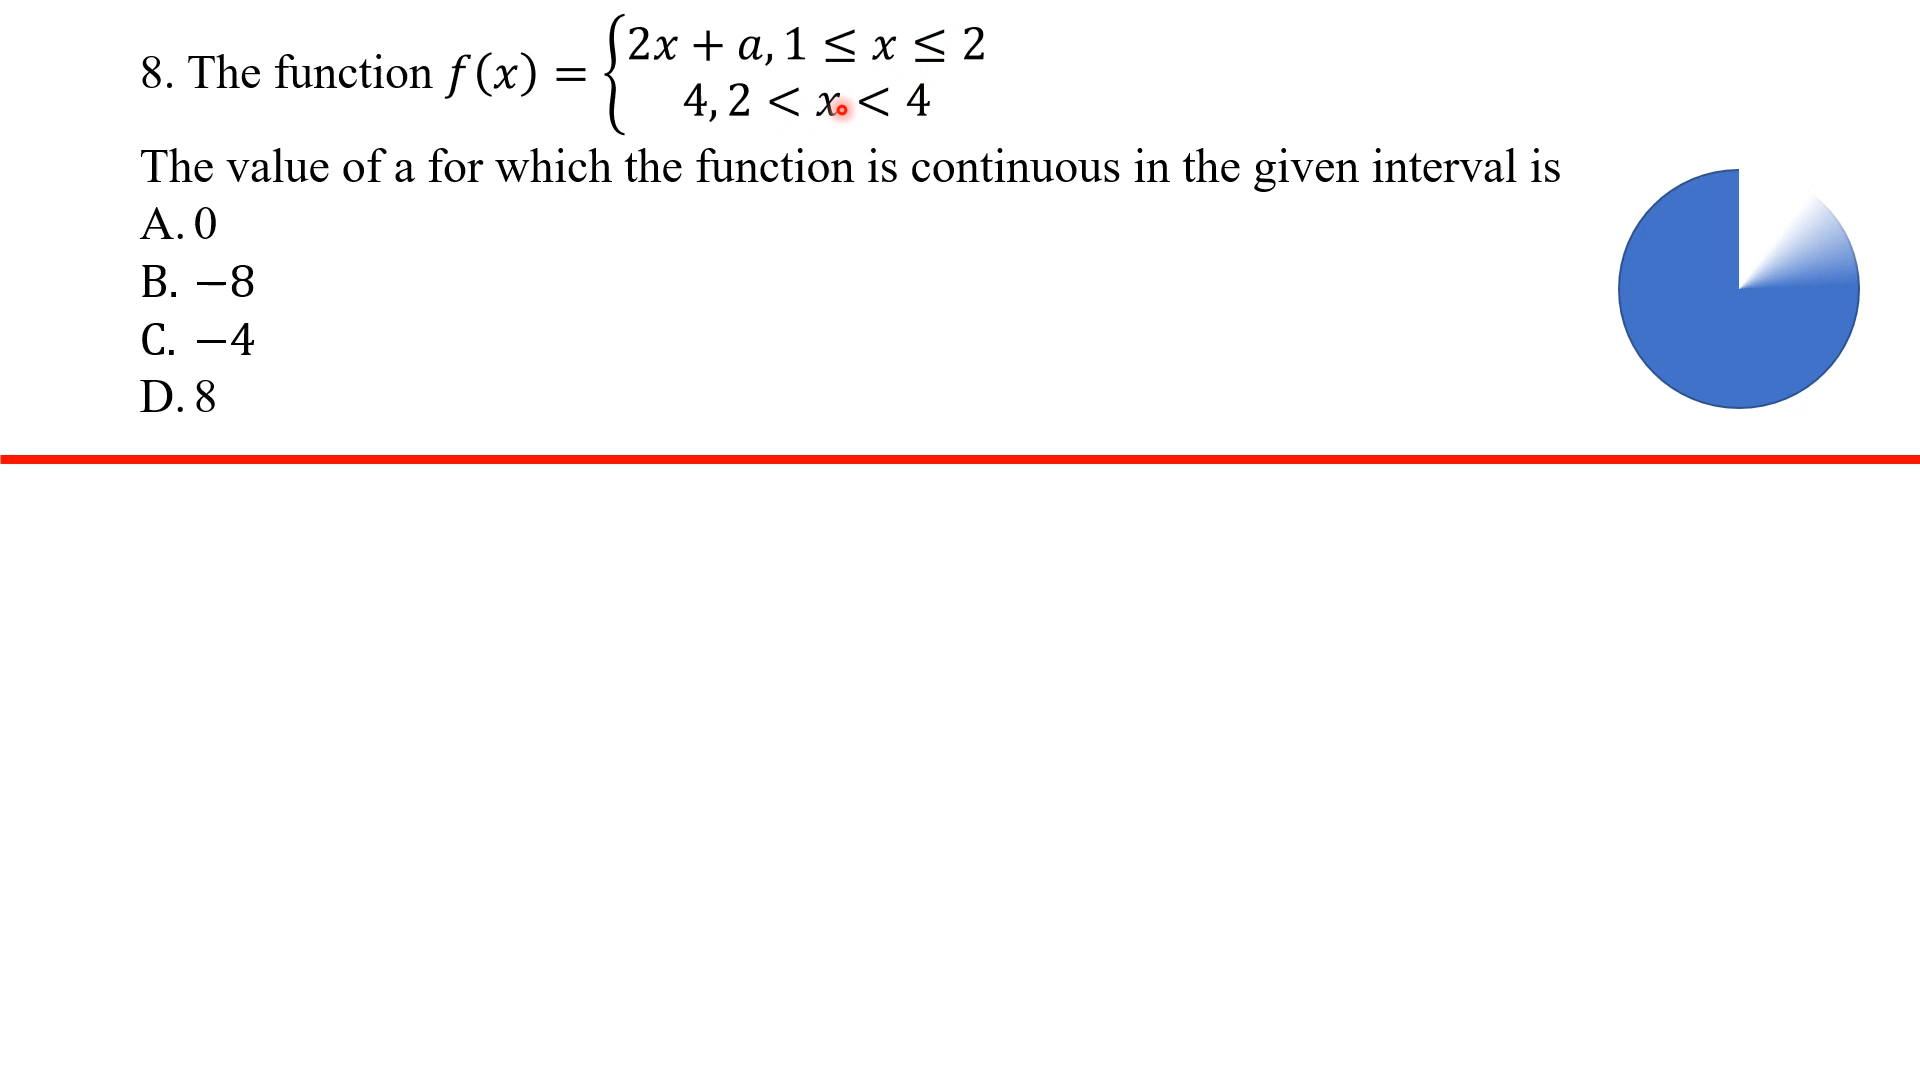 8. The function f(x) = {2x + a, 1 ≤ x ≤ 2
4, 2 < x < 4
The value of a for which the function is continuous in the given interval is
A. 0
B. −8
C. −4
D. 8